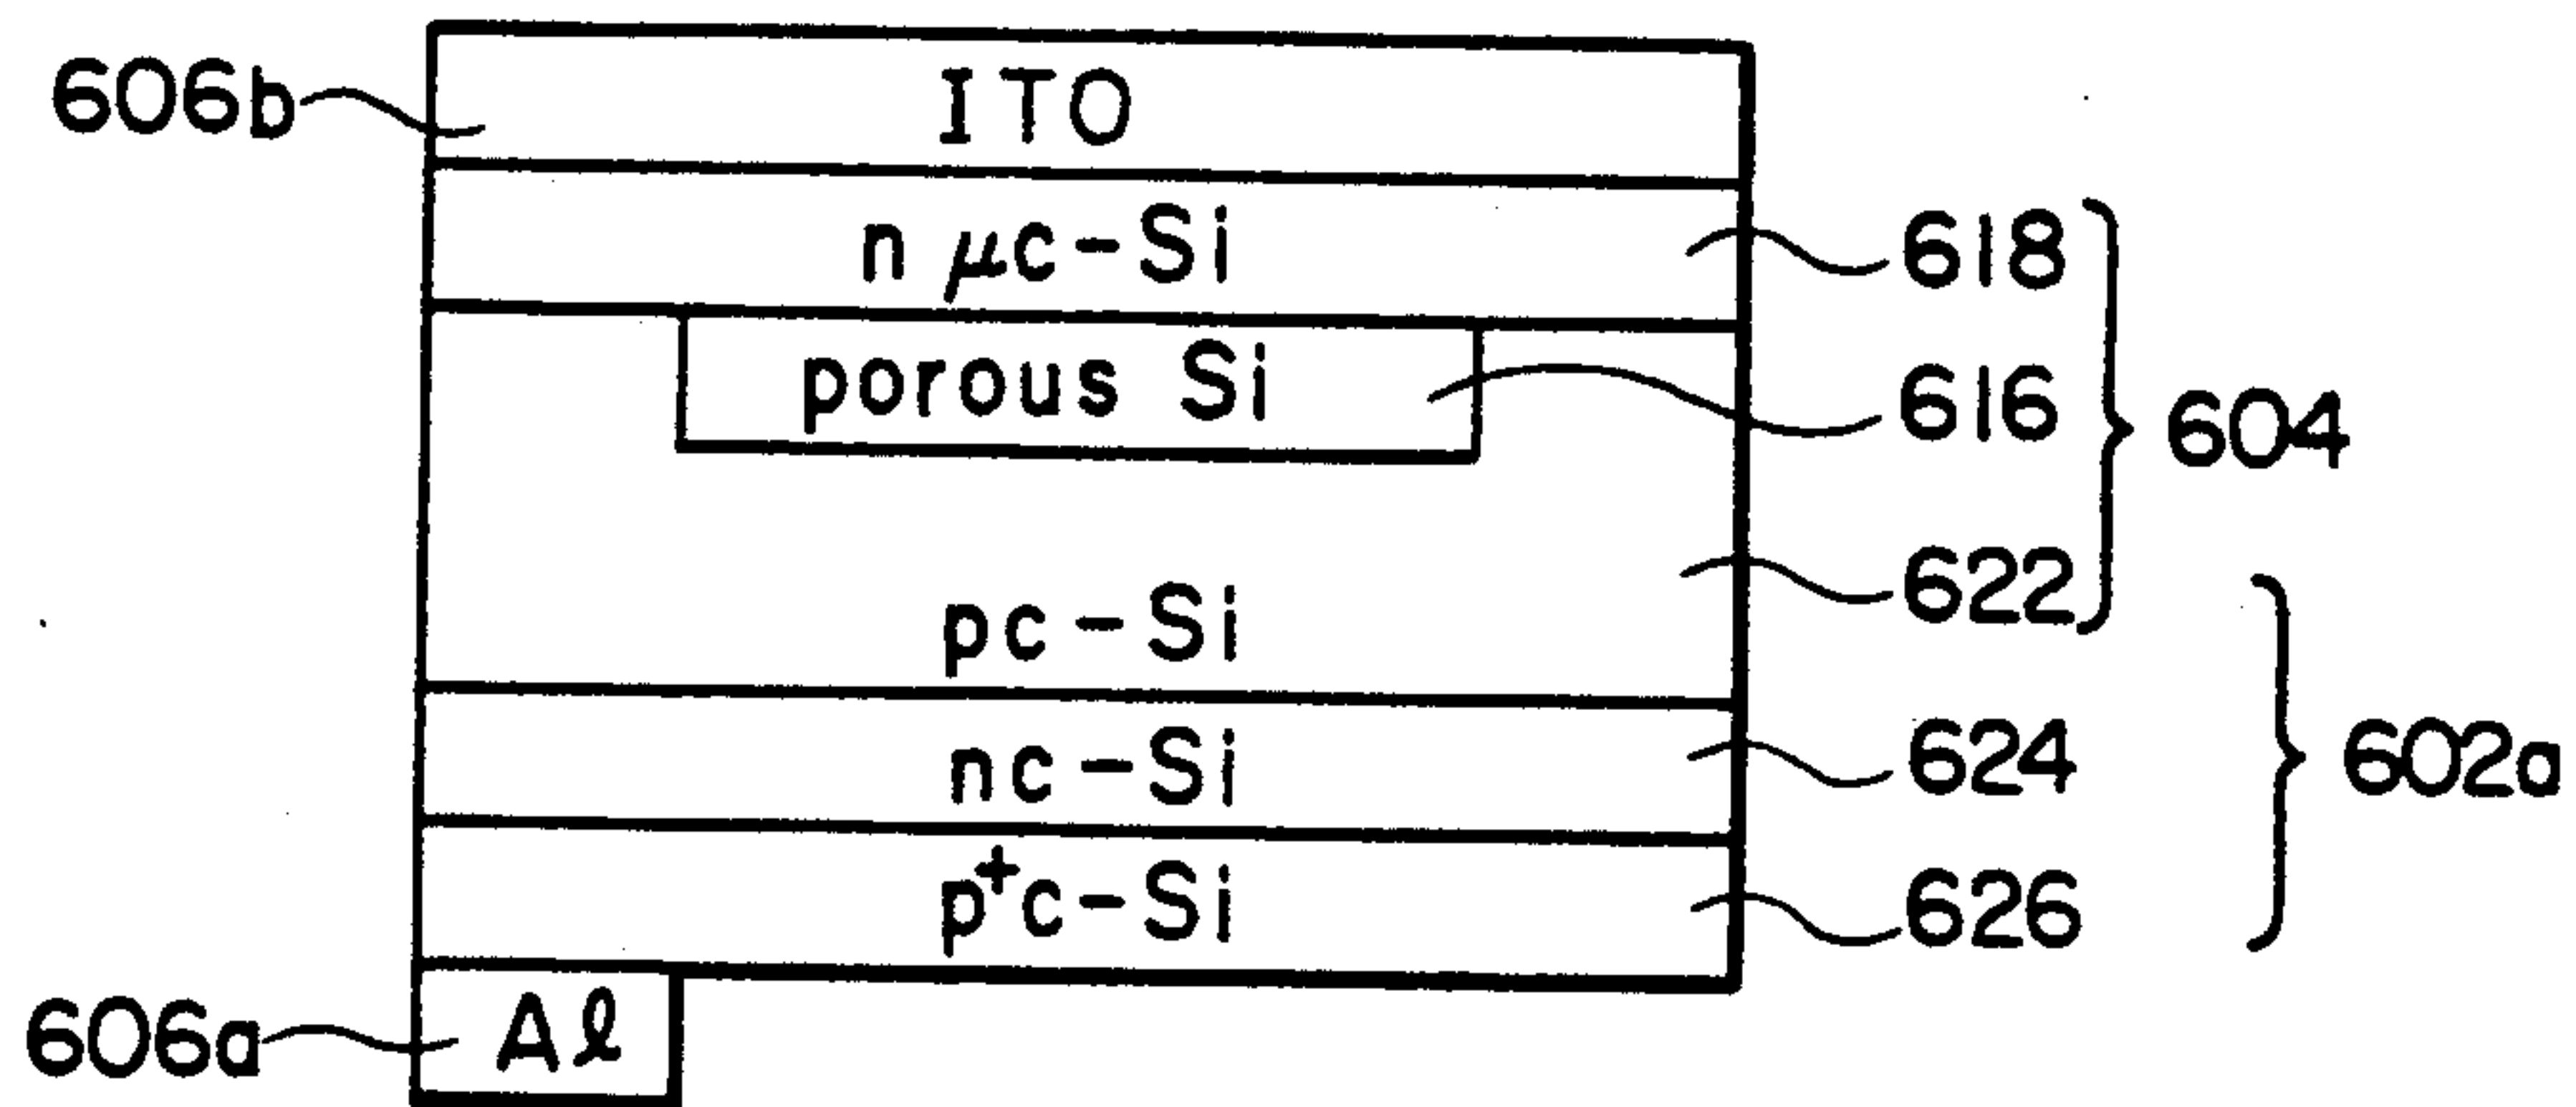 606b ITO
n μc-Si 618
porous Si 616
604
622
pc-Si
nc-Si 624
602a
p⁺c-Si 626
606a Aℓ